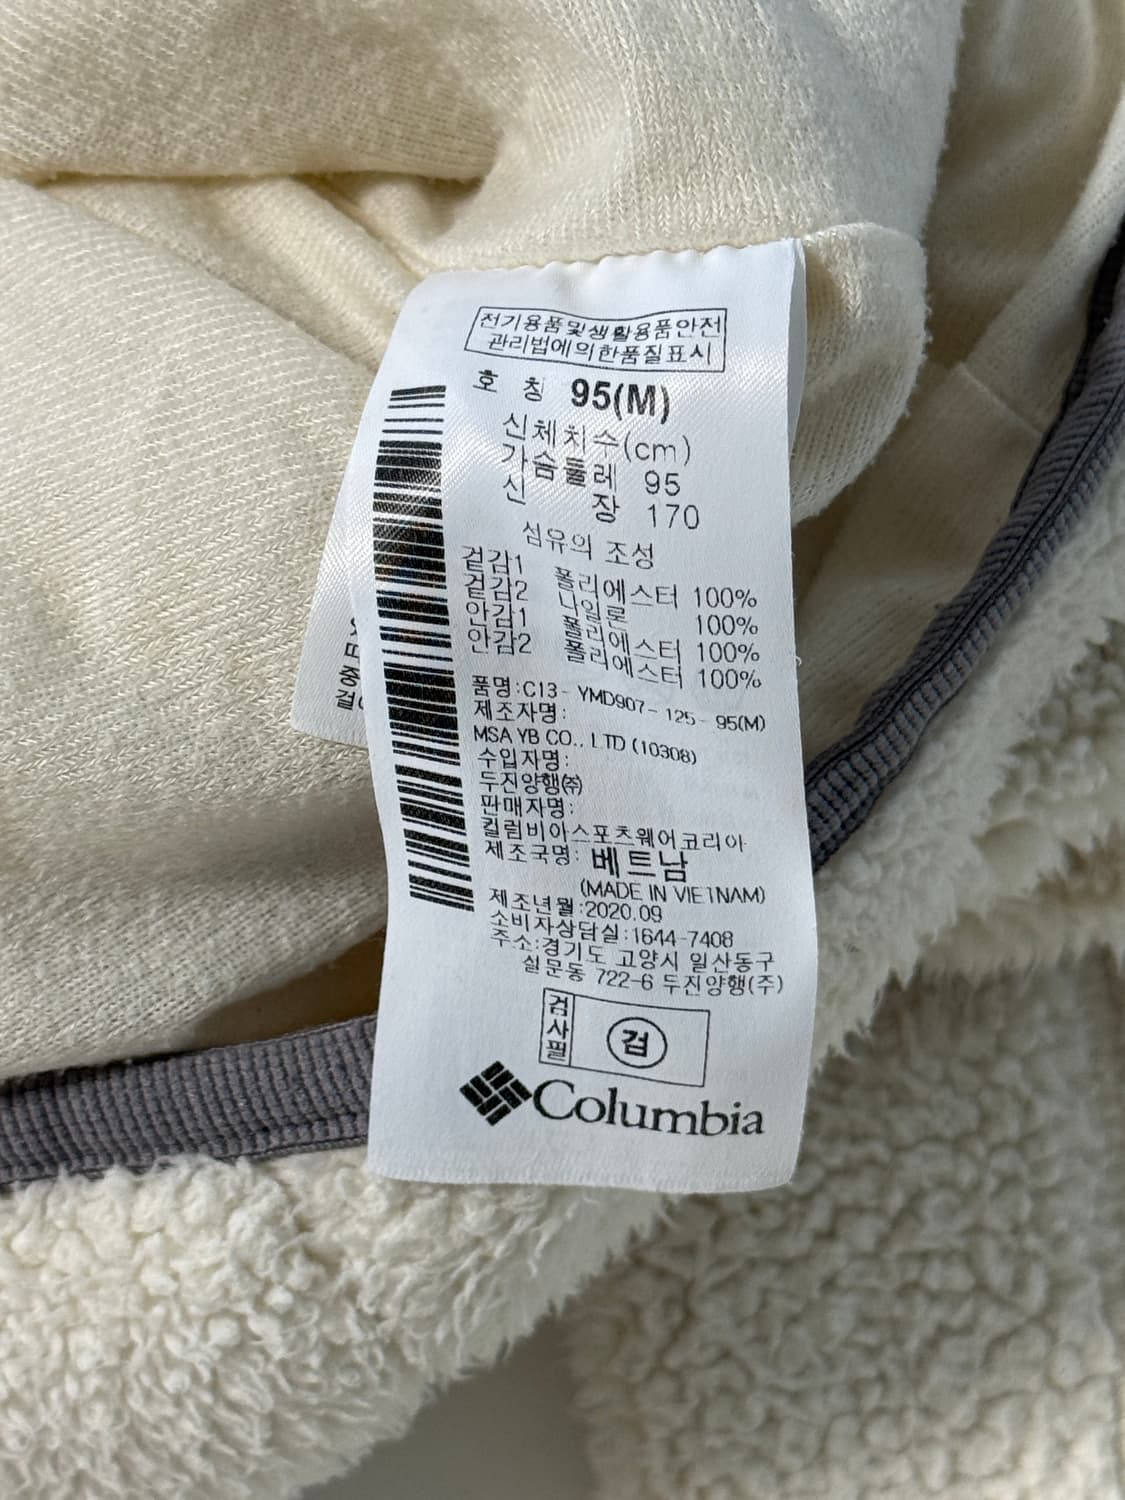 전기용품및생활용품안전
관리법에의한품질표시
호 칭 95(M)
신체치수(cm)
가슴둘레 95
신 장 170
섬유의 조성
겉감1 폴리에스터 100%
겉감2 나일론 100%
안감1 폴리에스터 100%
안감2 폴리에스터 100%
품명:C13- YMD907-125-95(M)
제조자명:
MSA YB CO., LTD (10308)
수입자명:
두진양행㈜
판매자명:
컬럼비아스포츠웨어코리아
제조국명: 베트남
(MADE IN VIETNAM)
제조년월:2020.09
소비자상담실:1644-7408
주소:경기도 고양시 일산동구
설문동 722-6 두진양행(주)
검사필 검
Columbia